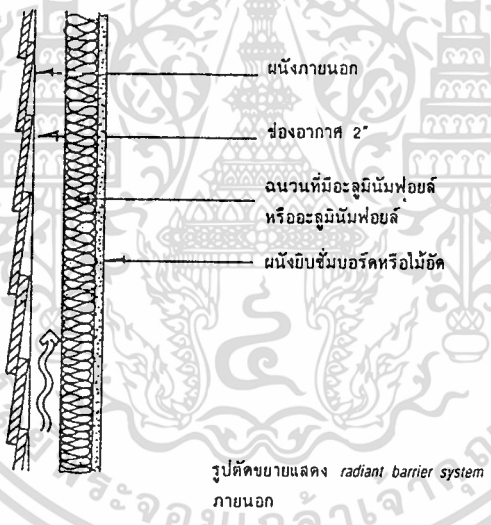 ผนังภายนอก
ช่องอากาศ 2"
ฉนวนที่มีอะลูมินัมฟอยล์
หรืออะลูมินัมฟอยล์
ผนังยิบซั่มบอร์ดหรือไม้อัด
รูปตัดขยายแสดง radiant barrier system
ภายนอก